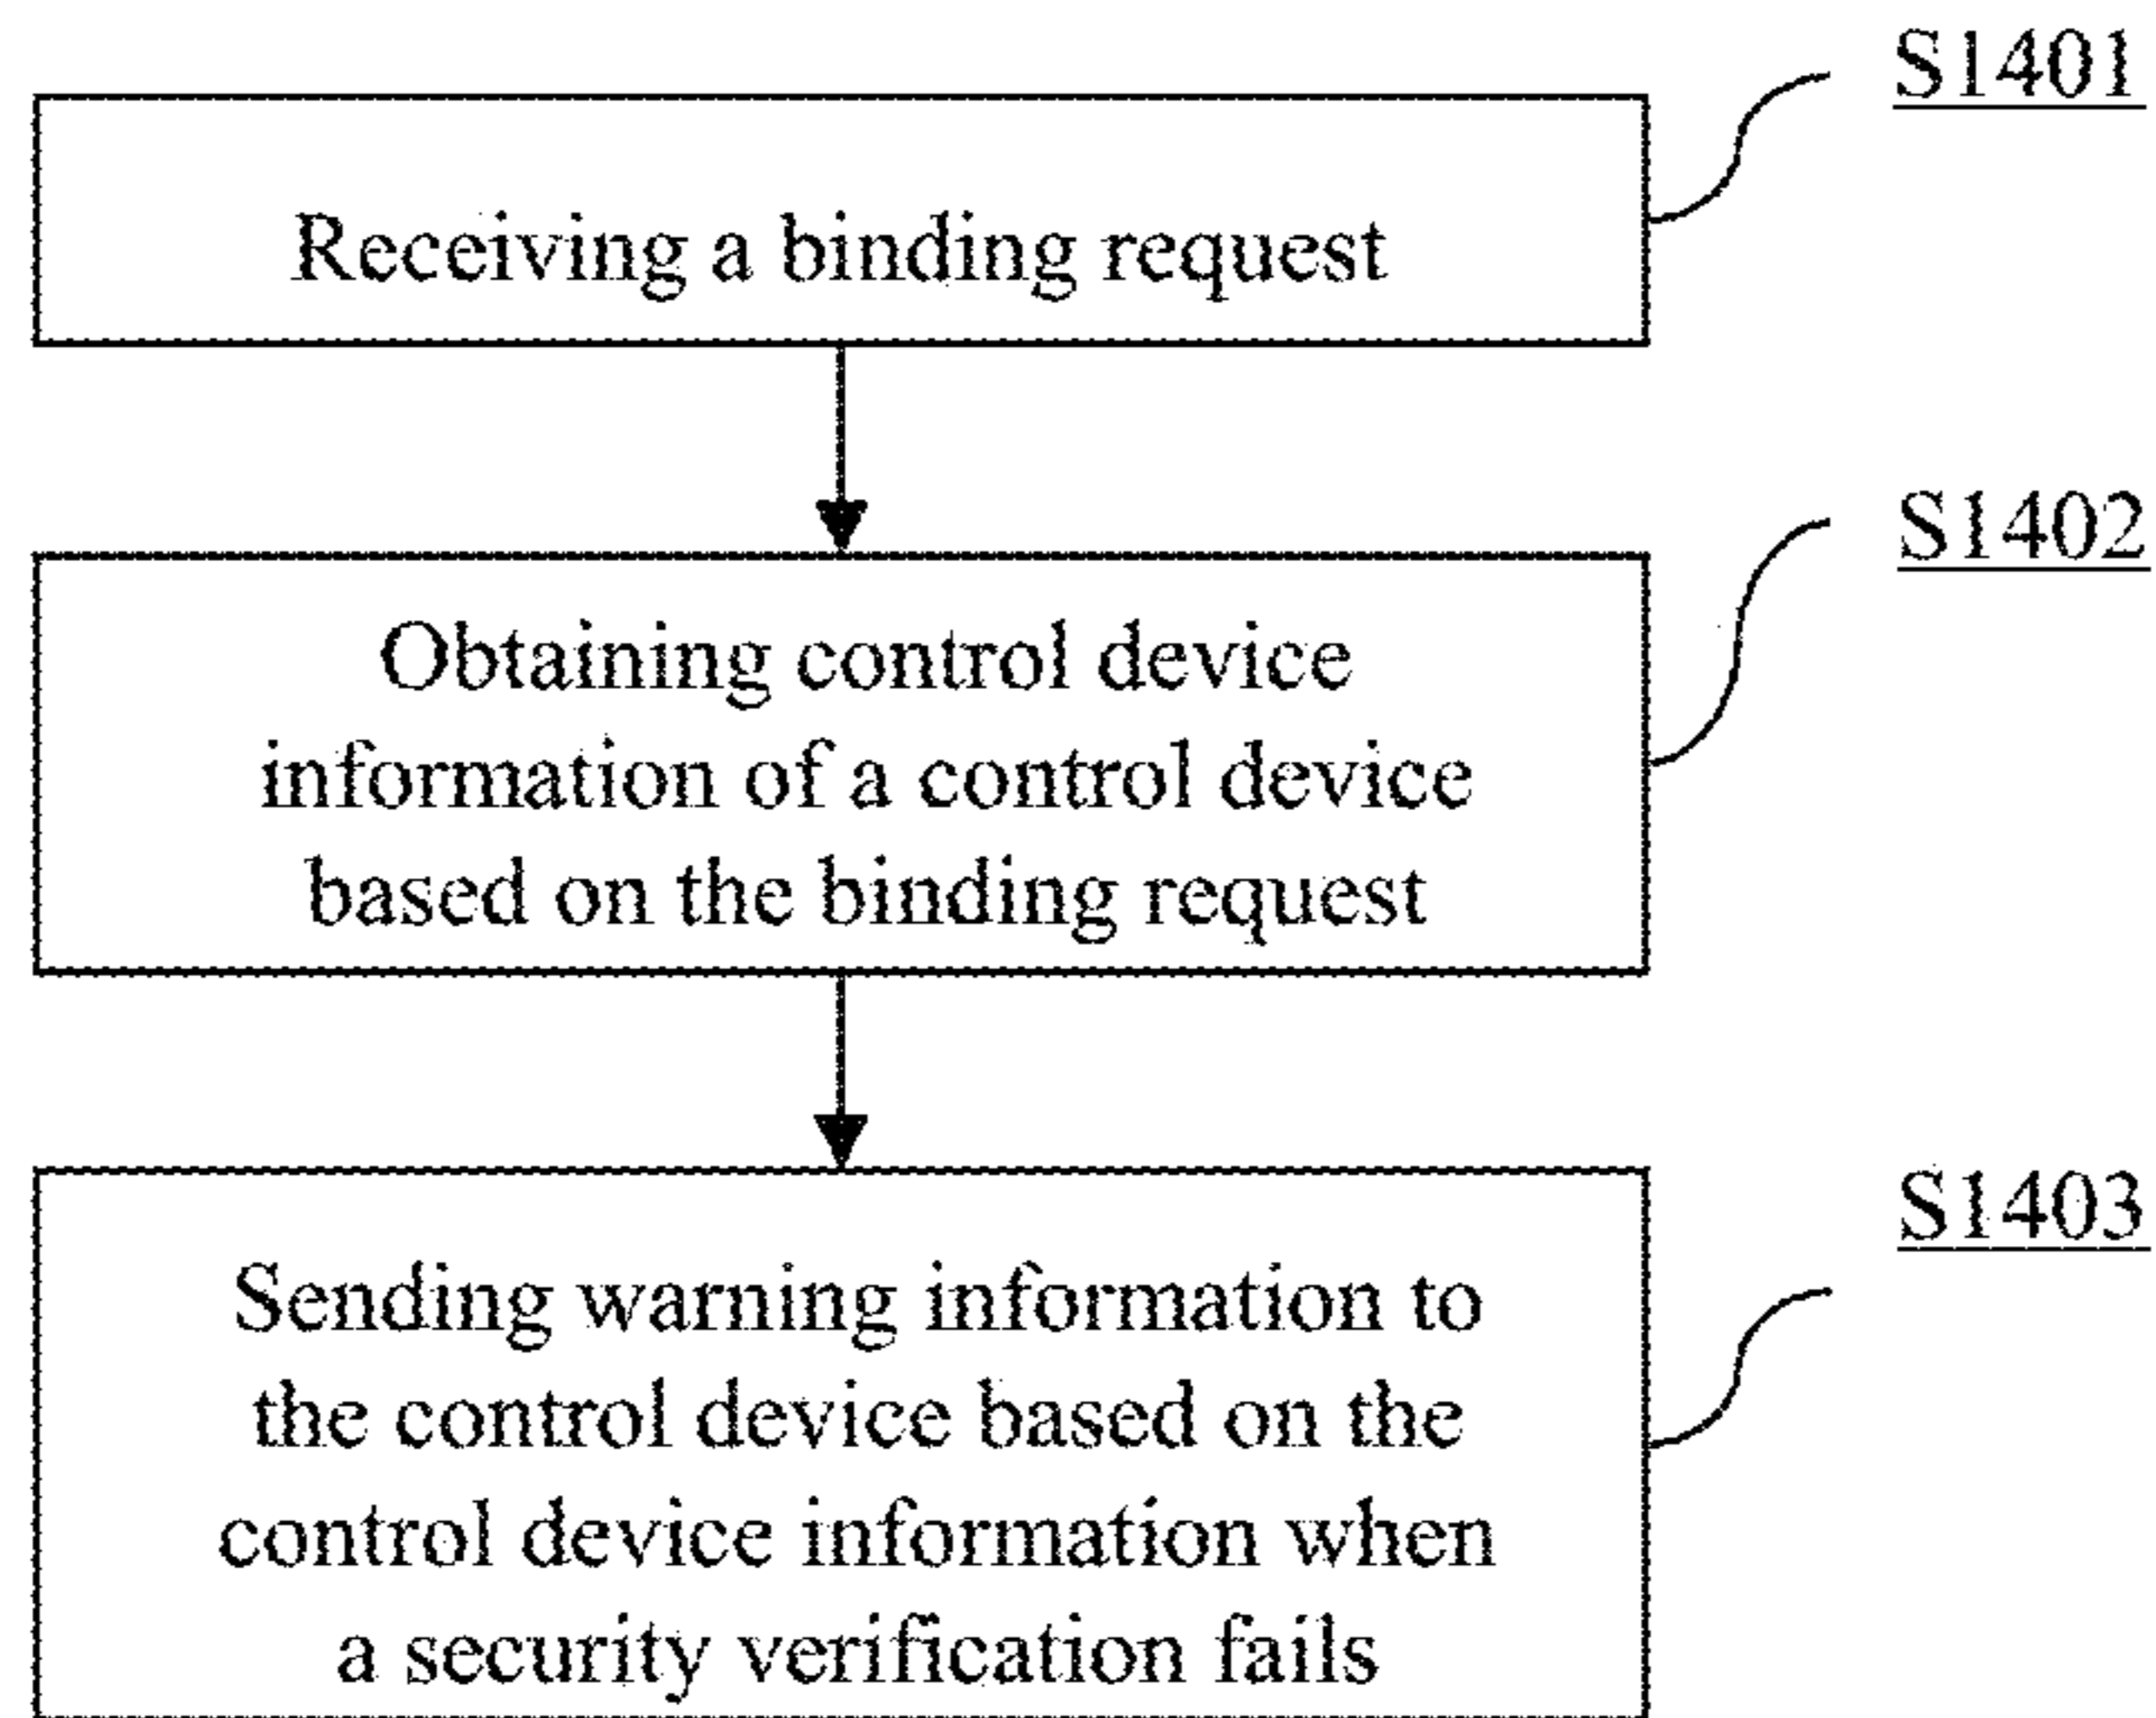 S1401
Receiving a binding request
S1402
Obtaining control device
information of a control device
based on the binding request
S1403
Sending warning information to
the control device based on the
control device information when
a security verification fails